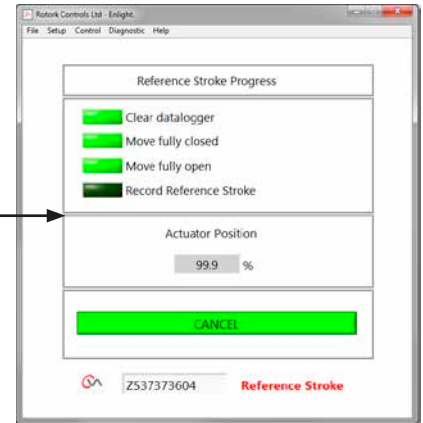 Rotork Controls Ltd - Enlight.
File Setup Control Diagnostic Help
Reference Stroke Progress
Clear datalogger
Move fully closed
Move fully open
Record Reference Stroke
Actuator Position
99.9 %
CANCEL
Z537373604 Reference Stroke